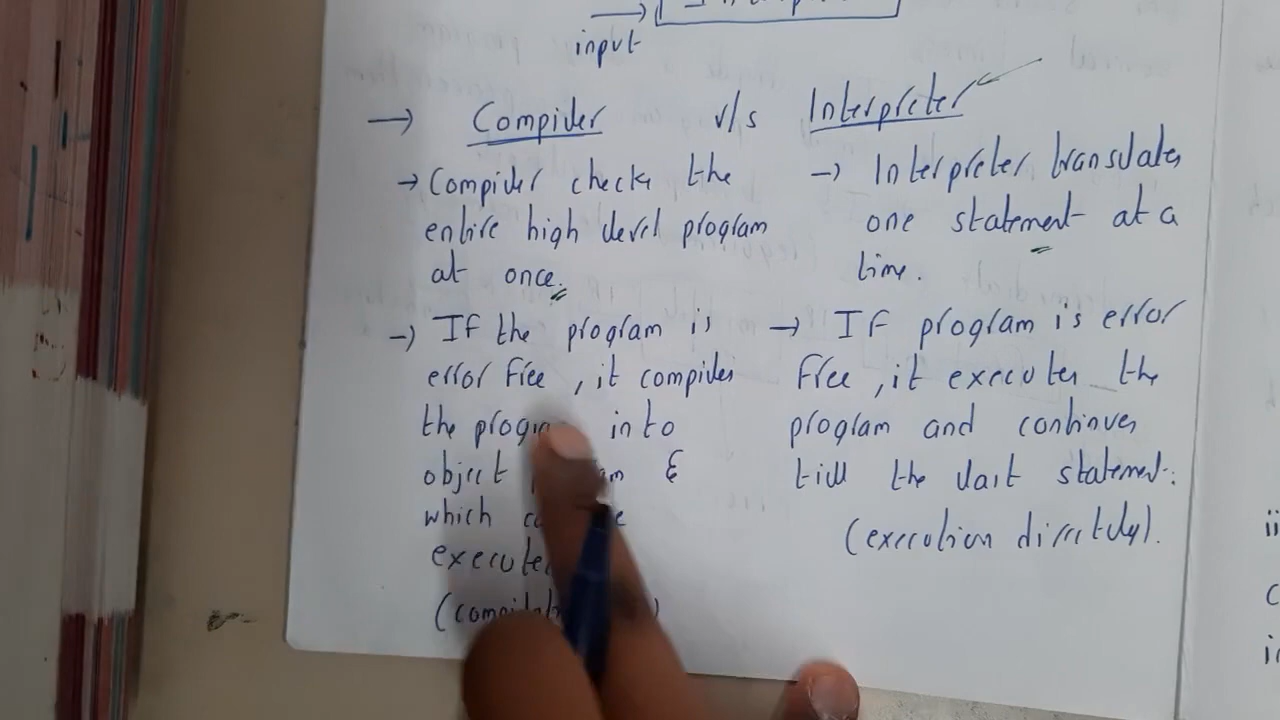 input
→ Compiler v/s Interpreter
→ Compiler checks the
entire high level program
at once.
→ If the program is
error free, it compiles
the into
object &
which
(
→ Interpreter translates
one statement at a
time.
→ If program is error
free, it executes the
program and continues
till the last statement.
(execution directly).